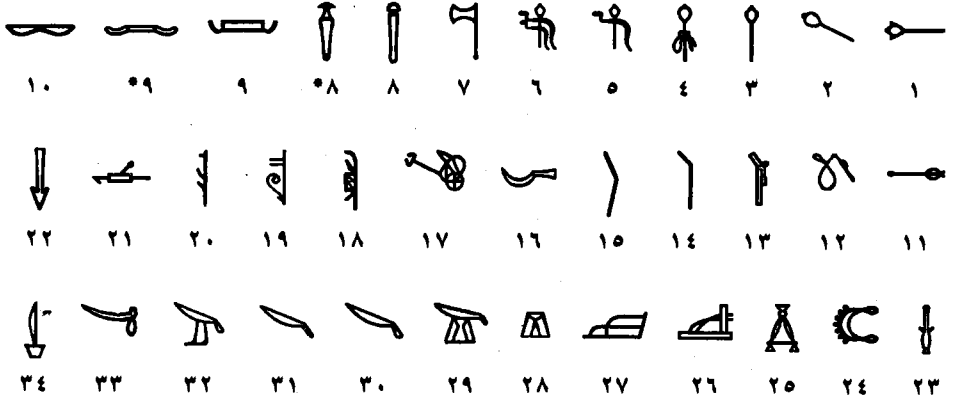 ١ ٢ ٣ ٤ ٥ ٦ ٧ ٨ ٨* ٩ ٩* ١٠
١١ ١٢ ١٣ ١٤ ١٥ ١٦ ١٧ ١٨ ١٩ ٢٠ ٢١ ٢٢
٢٣ ٢٤ ٢٥ ٢٦ ٢٧ ٢٨ ٢٩ ٣٠ ٣١ ٣٢ ٣٣ ٣٤